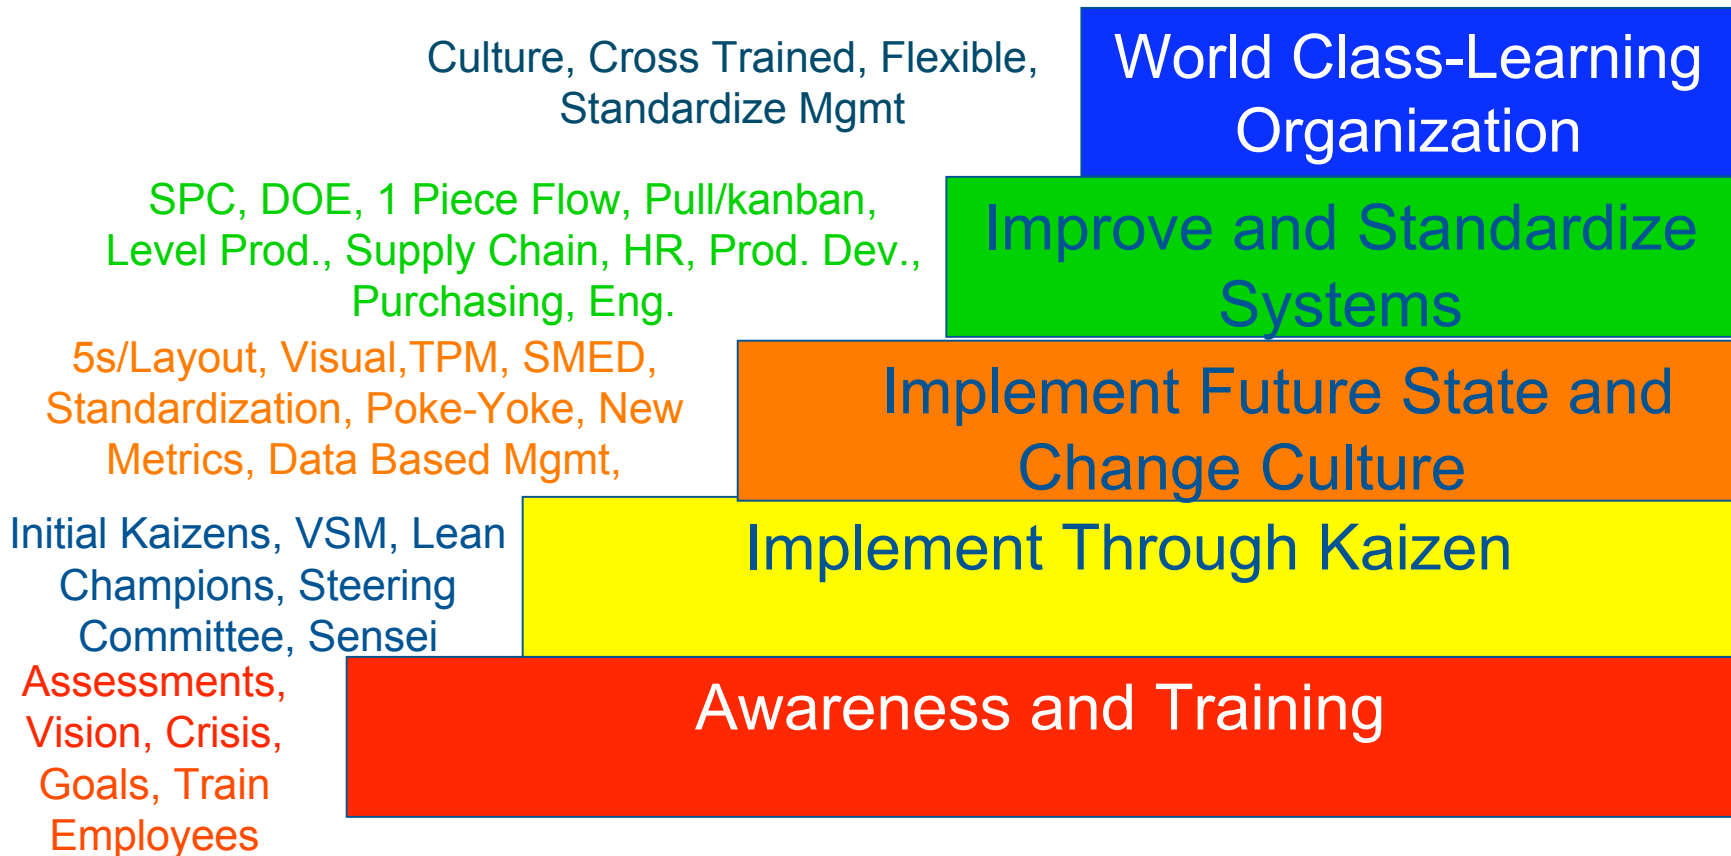 Culture, Cross Trained, Flexible,
Standardize Mgmt
World Class-Learning
Organization
SPC, DOE, 1 Piece Flow, Pull/kanban,
Level Prod., Supply Chain, HR, Prod. Dev.,
Purchasing, Eng.
Improve and Standardize
Systems
5s/Layout, Visual,TPM, SMED,
Standardization, Poke-Yoke, New
Metrics, Data Based Mgmt,
Implement Future State and
Change Culture
Initial Kaizens, VSM, Lean
Champions, Steering
Committee, Sensei
Implement Through Kaizen
Assessments,
Vision, Crisis,
Goals, Train
Employees
Awareness and Training